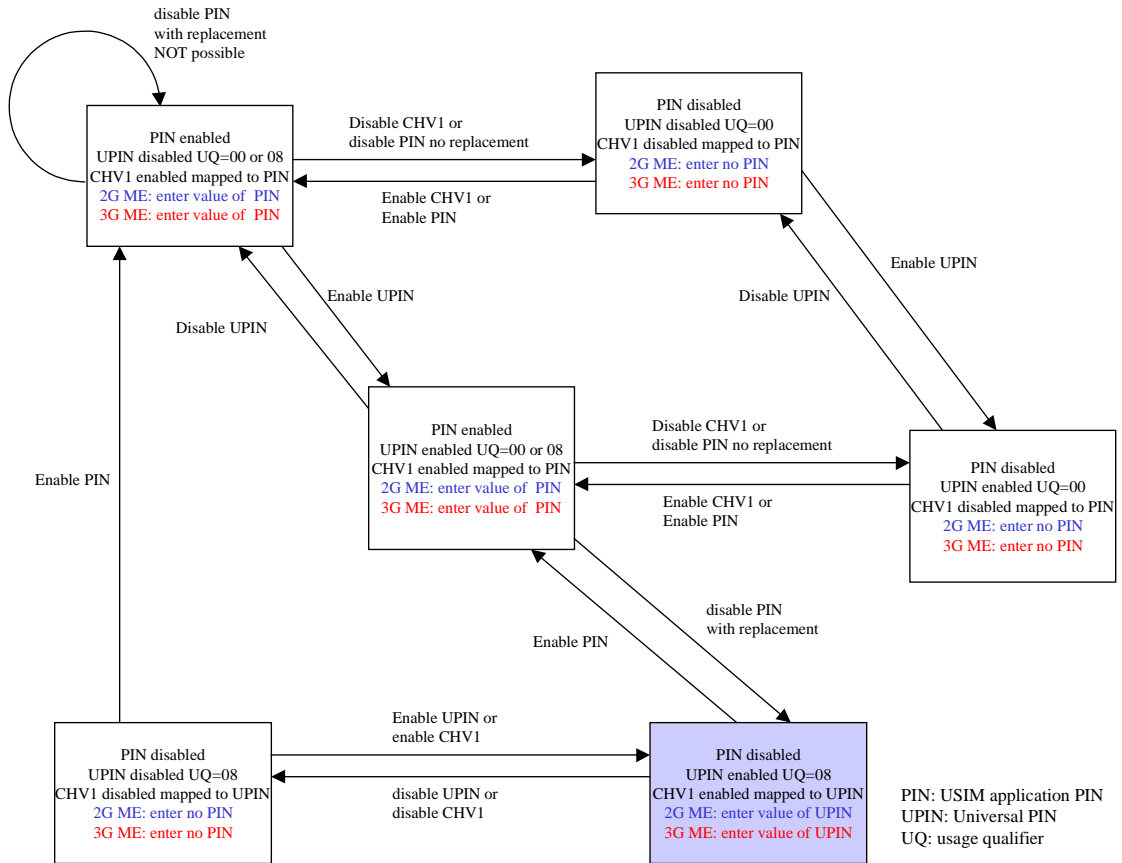 disable PIN
with replacement
NOT possible
PIN enabled
UPIN disabled UQ=00 or 08
CHV1 enabled mapped to PIN
2G ME: enter value of PIN
3G ME: enter value of PIN
Disable CHV1 or
disable PIN no replacement
Enable CHV1 or
Enable PIN
PIN disabled
UPIN disabled UQ=00
CHV1 disabled mapped to PIN
2G ME: enter no PIN
3G ME: enter no PIN
Enable UPIN
Disable UPIN
Disable UPIN
Enable UPIN
PIN enabled
UPIN enabled UQ=00 or 08
CHV1 enabled mapped to PIN
2G ME: enter value of PIN
3G ME: enter value of PIN
Disable CHV1 or
disable PIN no replacement
Enable CHV1 or
Enable PIN
PIN disabled
UPIN enabled UQ=00
CHV1 disabled mapped to PIN
2G ME: enter no PIN
3G ME: enter no PIN
Enable PIN
Enable PIN
disable PIN
with replacement
PIN disabled
UPIN disabled UQ=08
CHV1 disabled mapped to UPIN
2G ME: enter no PIN
3G ME: enter no PIN
Enable UPIN or
enable CHV1
disable UPIN or
disable CHV1
PIN disabled
UPIN enabled UQ=08
CHV1 enabled mapped to UPIN
2G ME: enter value of UPIN
3G ME: enter value of UPIN
PIN: USIM application PIN
UPIN: Universal PIN
UQ: usage qualifier